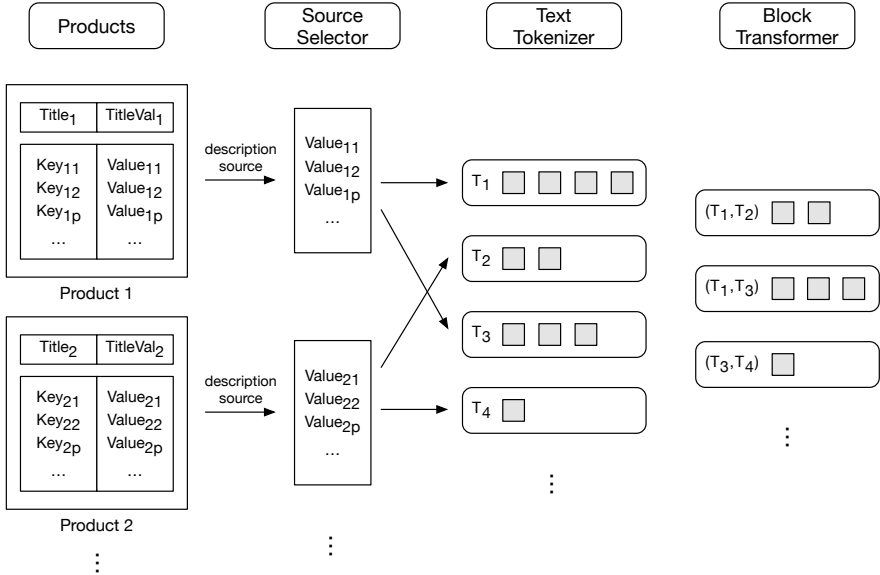 Products
Source
Selector
Text
Tokenizer
Block
Transformer
Title₁ TitleVal₁
Key₁₁ Value₁₁
Key₁₂ Value₁₂
Key₁ₚ Value₁ₚ
... ...
Product 1
description
source
Value₁₁
Value₁₂
Value₁ₚ
...
Title₂ TitleVal₂
Key₂₁ Value₂₁
Key₂₂ Value₂₂
Key₂ₚ Value₂ₚ
... ...
Product 2
⋮
description
source
Value₂₁
Value₂₂
Value₂ₚ
...
⋮
T₁
T₂
T₃
T₄
⋮
(T₁,T₂)
(T₁,T₃)
(T₃,T₄)
⋮